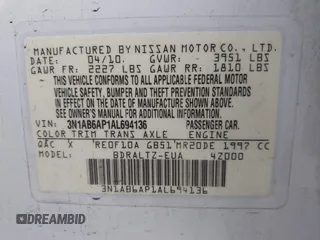 MANUFACTURED BY NISSAN MOTOR CO., LTD.
DATE: 04/10. GVWR: 3951 LBS
GAWR FR: 2227 LBS GAWR RR: 1810 LBS
THIS VEHICLE CONFORMS TO ALL APPLICABLE FEDERAL MOTOR
VEHICLE SAFETY, BUMPER AND THEFT PREVENTION STANDARDS
IN EFFECT ON THE DATE OF MANUFACTURE SHOWN ABOVE.
SEE OWNER'S MANUAL FOR ADDITIONAL INFORMATION.
VIN: 3N1AB6AP1AL694136 PASSENGER CAR.
COLOR TRIM TRANS AXLE ENGINE
QAC X RE0F10A GB51 MR20DE 1997 CC
BDRALTZ-EUA 4Z000
3N1AB6AP1AL694136
DREAMBID